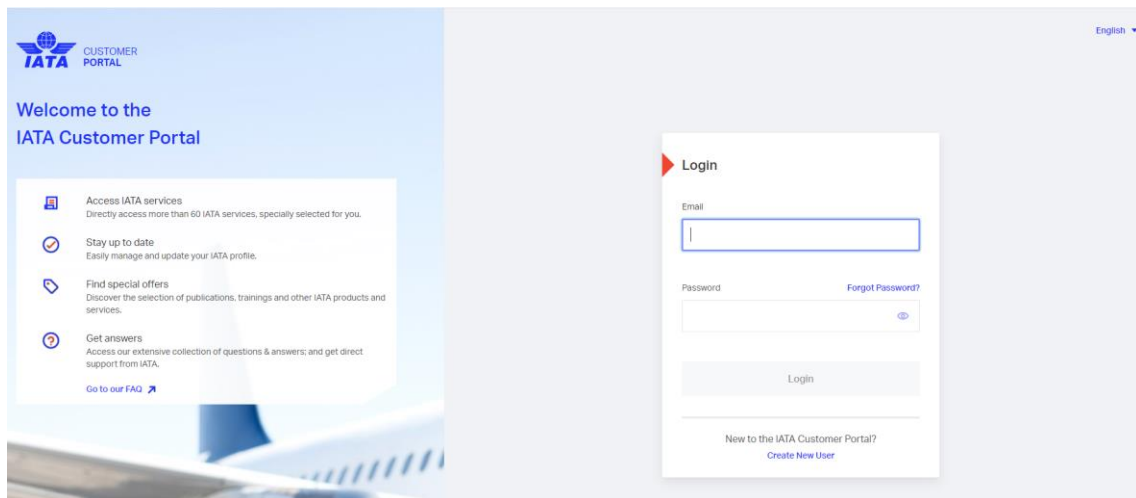 IATA
CUSTOMER
PORTAL
Welcome to the
IATA Customer Portal
Access IATA services
Directly access more than 60 IATA services, specially selected for you.
Stay up to date
Easily manage and update your IATA profile.
Find special offers
Discover the selection of publications, trainings and other IATA products and
services.
Get answers
Access our extensive collection of questions & answers; and get direct
support from IATA.
Go to our FAQ
English
Login
Email
Password Forgot Password?
Login
New to the IATA Customer Portal?
Create New User